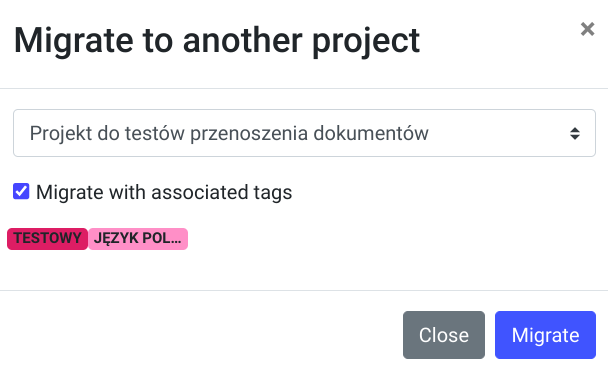 Migrate to another project
×
Projekt do testów przenoszenia dokumentów
Migrate with associated tags
TESTOWY JĘZYK POL...
Close Migrate